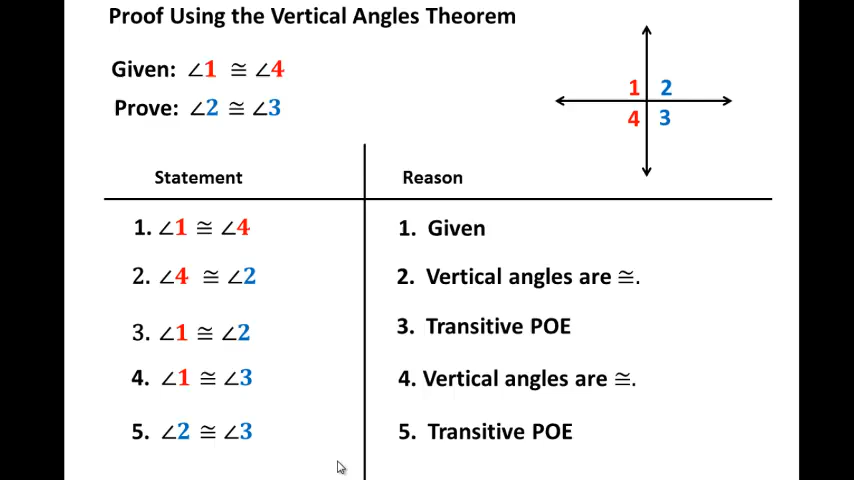 Proof Using the Vertical Angles Theorem
Given: ∠1 ≅ ∠4
Prove: ∠2 ≅ ∠3
1 2
4 3
Statement Reason
1. ∠1 ≅ ∠4 1. Given
2. ∠4 ≅ ∠2 2. Vertical angles are ≅.
3. ∠1 ≅ ∠2 3. Transitive POE
4. ∠1 ≅ ∠3 4. Vertical angles are ≅.
5. ∠2 ≅ ∠3 5. Transitive POE